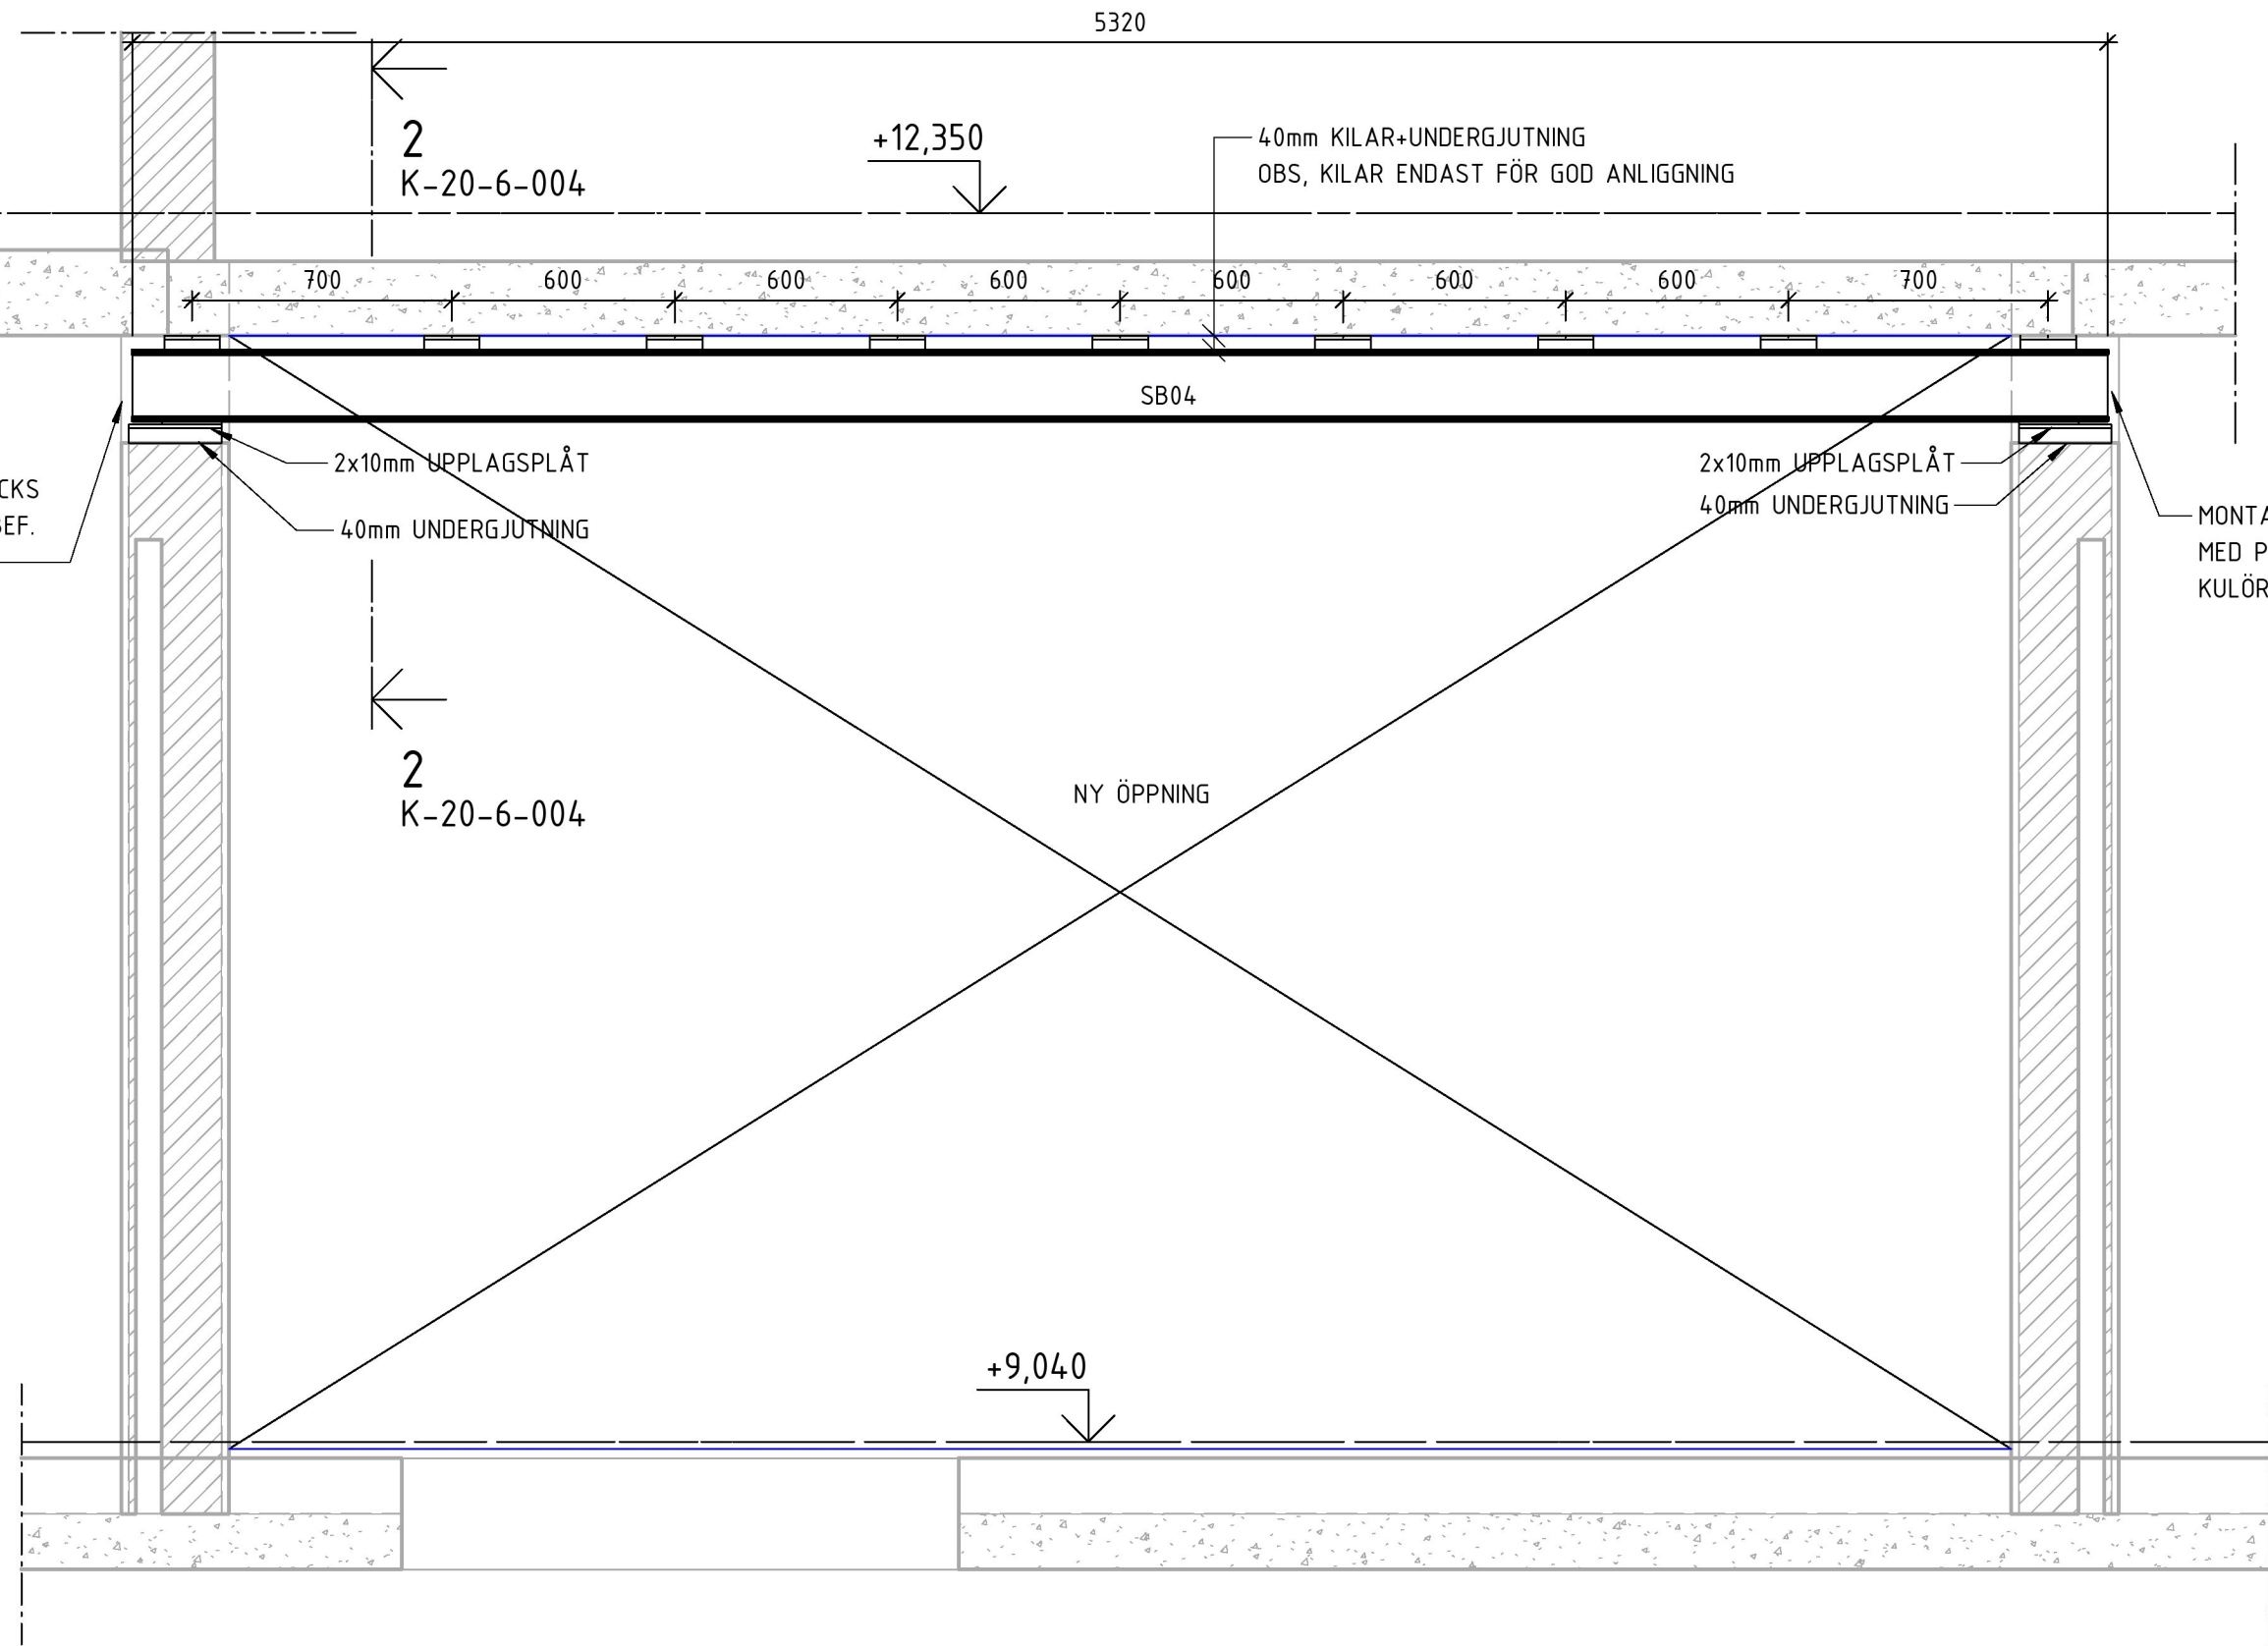 5320
2
K-20-6-004
+12,350
40mm KILAR+UNDERGJUTNING
OBS, KILAR ENDAST FÖR GOD ANLIGGNING
700 600 600 600 600 600 600 700
SB04
2x10mm UPPLAGSPLÅT
40mm UNDERGJUTNING
2x10mm UPPLAGSPLÅT
40mm UNDERGJUTNING
CKS
BEF.
MONTA
MED P
KULÖR
2
K-20-6-004
NY ÖPPNING
+9,040